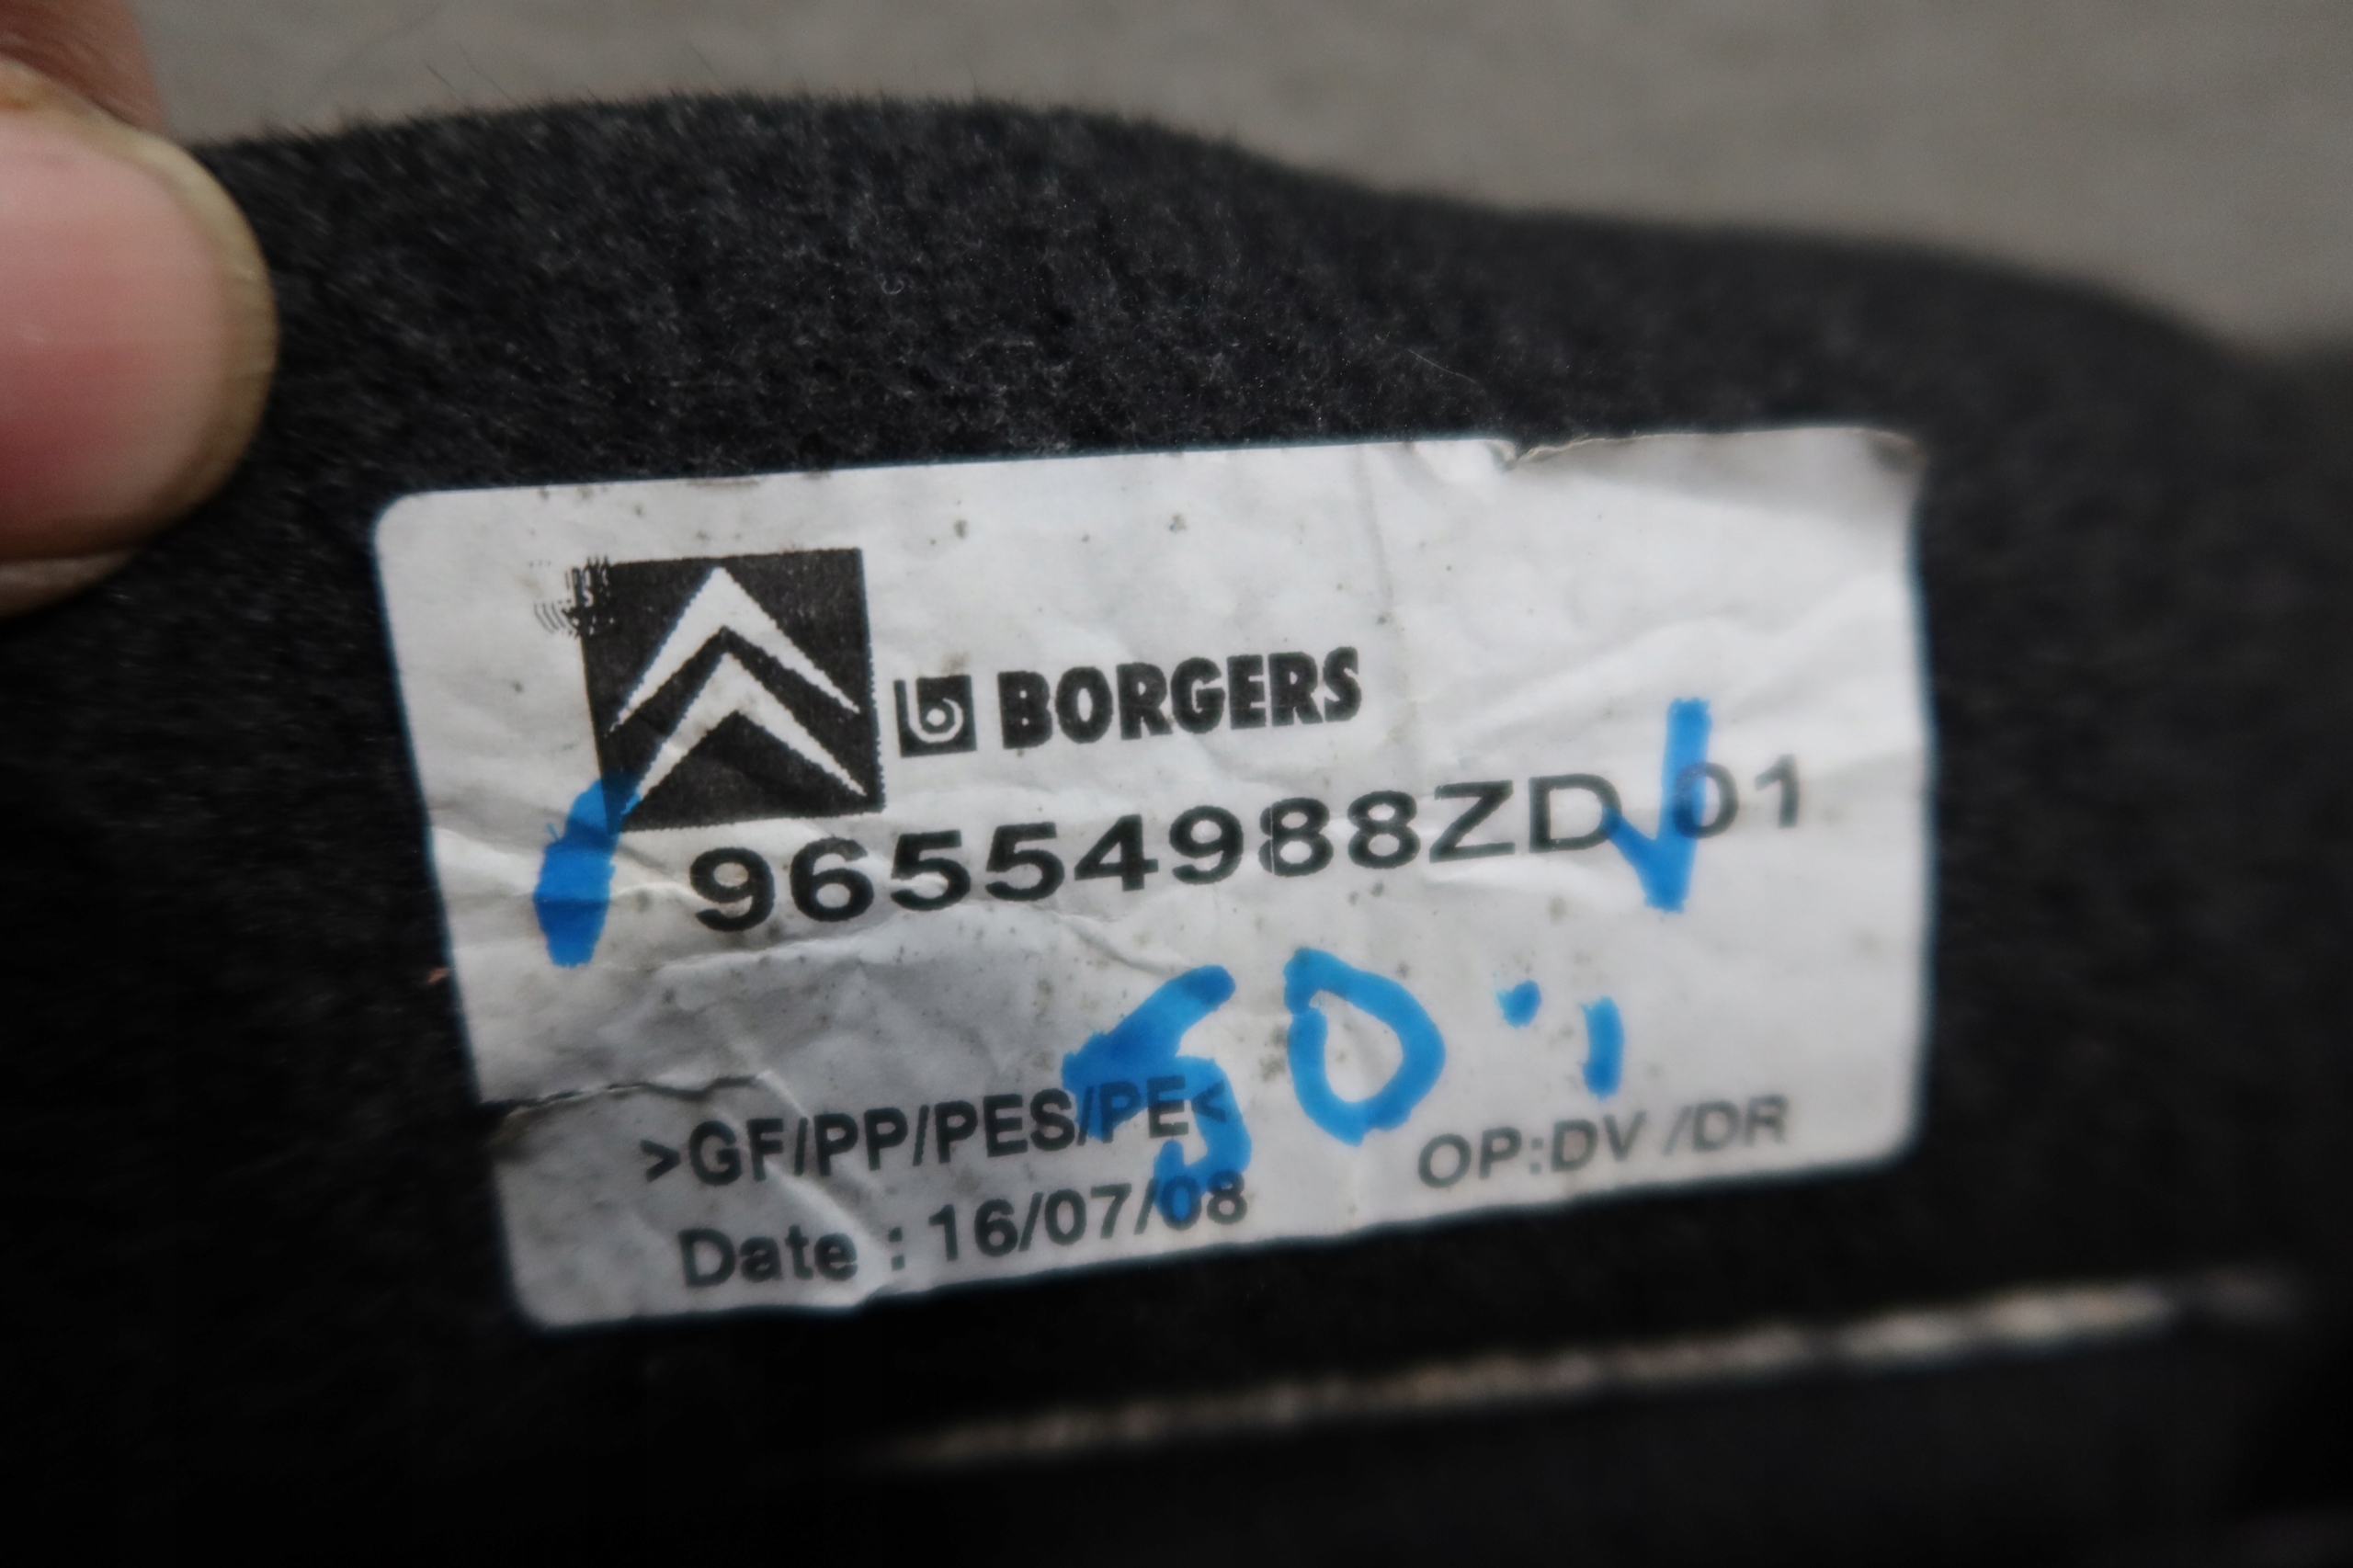 BORGERS
96554988ZD 01
50
>GF/PP/PES/PE<
OP:DV /DR
Date : 16/07/08